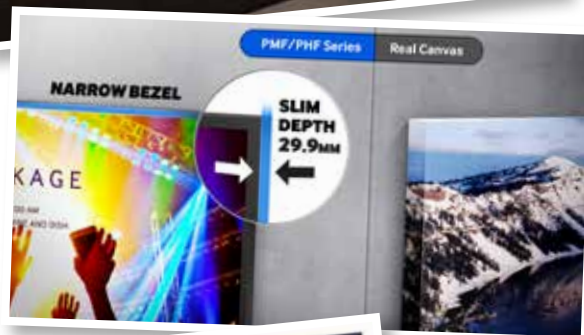 PMF/PHF Series
Real Canvas
NARROW BEZEL
SLIM
DEPTH
29.9MM
KAGE